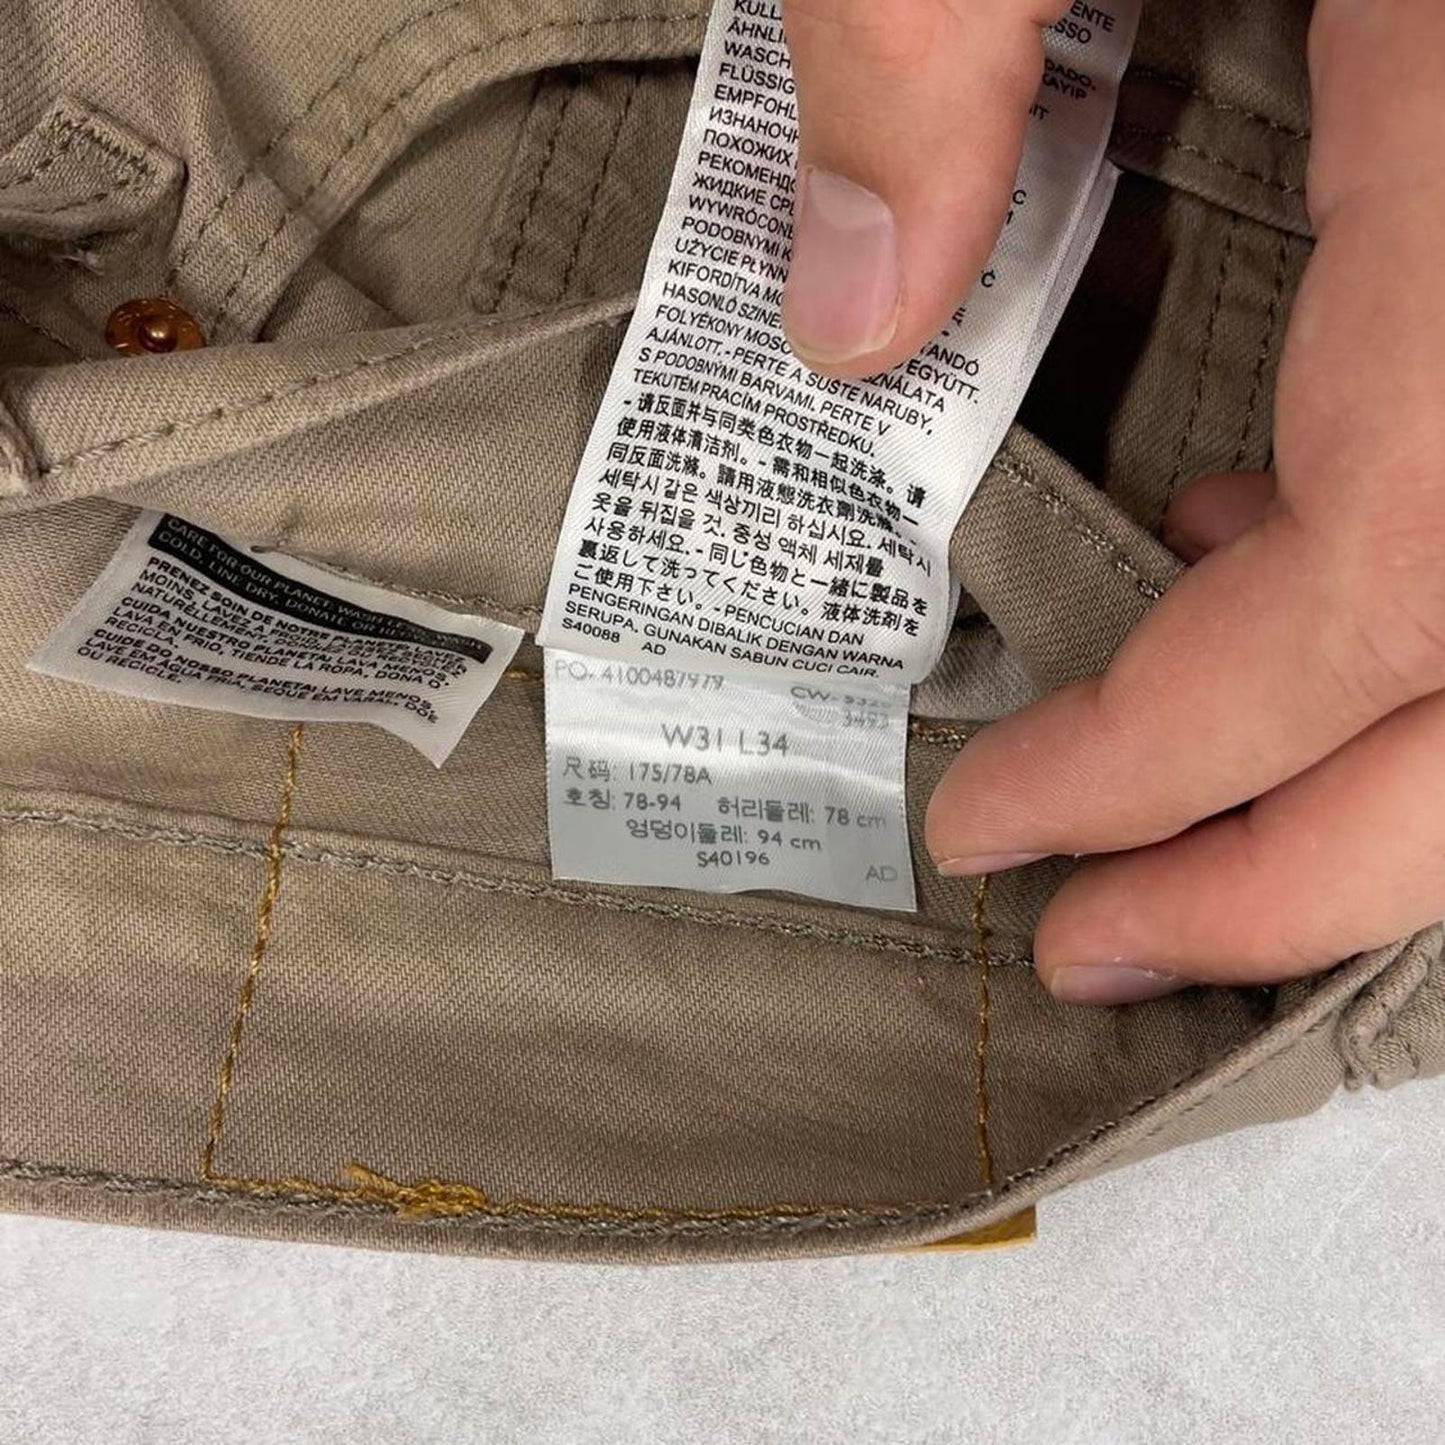 ÄHNLI
WASCH
FLÜSSIG
EMPFOHL
ИЗНАНОЧН
ПОХОЖИХ
РЕКОМЕНДО
ЖИДКИЕ СРЕ
WYWRÓCONE
PODOBNYMI K
UŻYCIE PŁYNN
KIFORDÍTVA MO
HASONLÓ SZINE
FOLYÉKONY MOSÓ
EGYÜTT.
AJÁNLOTT. - PERTE A SUŠTE NARUBY,
S PODOBNÝMI BARVAMI. PERTE V
TEKUTÉM PRACÍM PROSTŘEDKU.
- 请反面并与同类色衣物一起洗涤。请
使用液体清洁剂。- 需和相似色衣物一
同反面洗滌。請用液態洗衣劑洗滌。-
세탁시 같은 색상끼리 하십시요. 세탁시
옷을 뒤집을 것. 중성 액체 세제를
사용하세요. - 同じ色物と一緒に製品を
裏返して洗ってください。液体洗剤を
ご使用下さい。- PENCUCIAN DAN
PENGERINGAN DIBALIK DENGAN WARNA
SERUPA, GUNAKAN SABUN CUCI CAIR.
S40088 AD
CARE FOR OUR PLANET: WASH LESS, WASH
COLD, LINE DRY, DONATE OR RECYCLE.
PRENEZ SOIN DE NOTRE PLANÈTE: LAVEZ
MOINS, LAVEZ À FROID, SÉCHEZ
NATURELLEMENT, DONNEZ OU RECYCLEZ
CUIDA NUESTRO PLANETA: LAVA MENOS,
LAVA EN FRÍO, TIENDE LA ROPA, DONA O
RECICLA.
CUIDE DO NOSSO PLANETA: LAVE MENOS,
LAVE EM ÁGUA FRIA, SEQUE EM VARAL, DOE
OU RECICLE.
PO. 4100487979
3493
W31 L34
尺码: 175/78A
호칭: 78-94 허리둘레: 78 cm
엉덩이둘레: 94 cm
S40196
AD